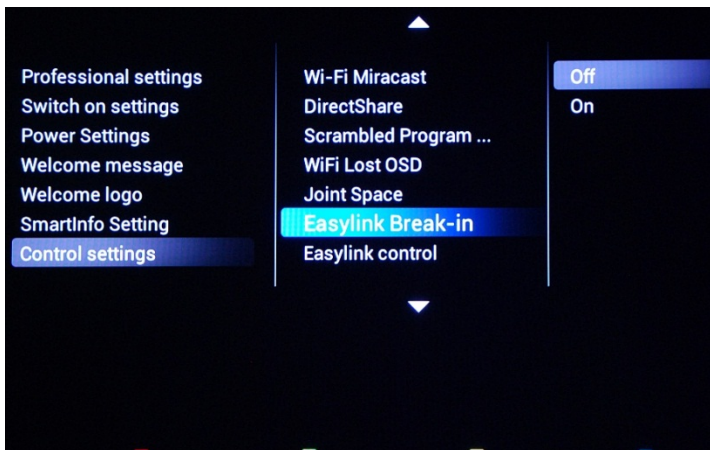 Professional settings
Switch on settings
Power Settings
Welcome message
Welcome logo
SmartInfo Setting
Control settings
Wi-Fi Miracast
DirectShare
Scrambled Program ...
WiFi Lost OSD
Joint Space
Easylink Break-in
Easylink control
Off
On